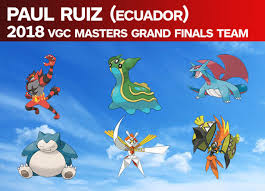 PAUL RUIZ (ECUADOR)
2018 VGC MASTERS GRAND FINALS TEAM